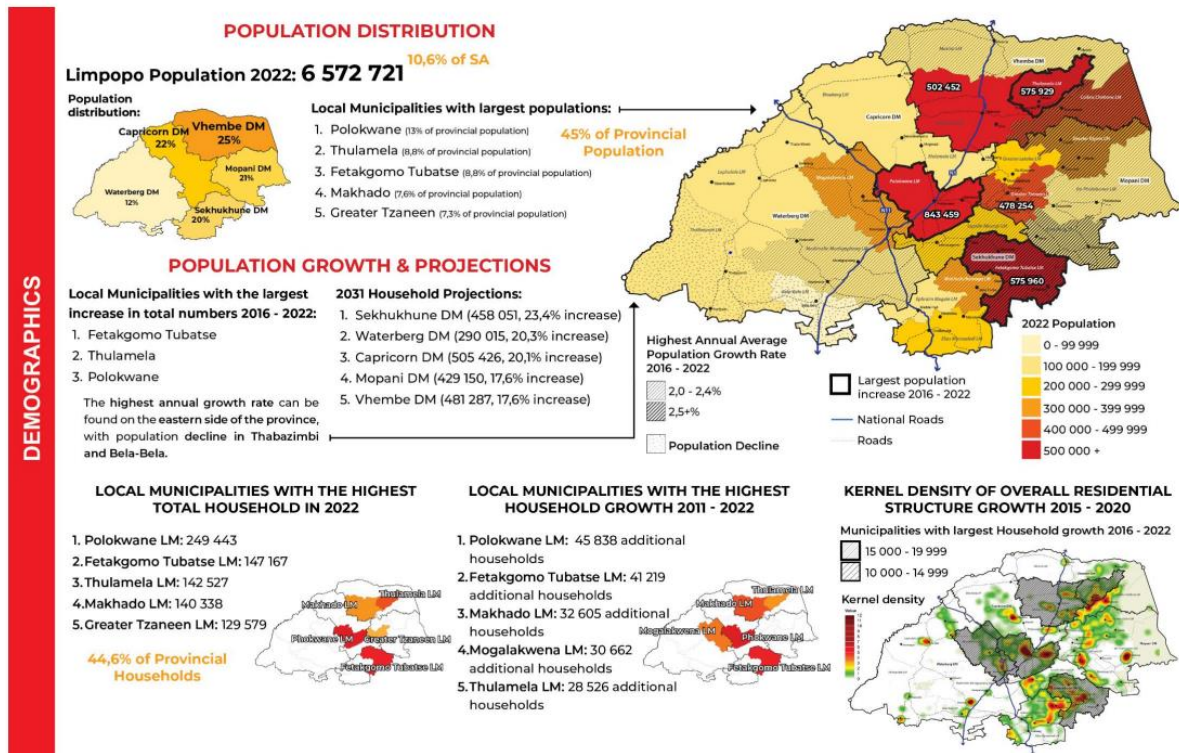 DEMOGRAPHICS
POPULATION DISTRIBUTION
Limpopo Population 2022: 6 572 721
10,6% of SA
Population
distribution:
Capricorn DM
22%
Vhembe DM
25%
Mopani DM
21%
Waterberg DM
12%
Sekhukhune DM
20%
Local Municipalities with largest populations:
1. Polokwane (13% of provincial population)
2. Thulamela (8,8% of provincial population)
3. Fetakgomo Tubatse (8,8% of provincial population)
4. Makhado (7,6% of provincial population)
5. Greater Tzaneen (7,3% of provincial population)
45% of Provincial
Population
Vhembe DM
502 452
575 929
Capricorn DM
Mopani DM
Waterberg DM
843 459
478 254
Sekhukhune DM
575 960
POPULATION GROWTH & PROJECTIONS
Local Municipalities with the largest
increase in total numbers 2016 - 2022:
1. Fetakgomo Tubatse
2. Thulamela
3. Polokwane
The highest annual growth rate can be
found on the eastern side of the province,
with population decline in Thabazimbi
and Bela-Bela.
2031 Household Projections:
1. Sekhukhune DM (458 051, 23,4% increase)
2. Waterberg DM (290 015, 20,3% increase)
3. Capricorn DM (505 426, 20,1% increase)
4. Mopani DM (429 150, 17,6% increase)
5. Vhembe DM (481 287, 17,6% increase)
Highest Annual Average
Population Growth Rate
2016 - 2022
2,0 - 2,4%
2,5+%
Population Decline
Largest population
increase 2016 - 2022
National Roads
Roads
2022 Population
0 - 99 999
100 000 - 199 999
200 000 - 299 999
300 000 - 399 999
400 000 - 499 999
500 000 +
LOCAL MUNICIPALITIES WITH THE HIGHEST
TOTAL HOUSEHOLD IN 2022
1. Polokwane LM: 249 443
2. Fetakgomo Tubatse LM: 147 167
3. Thulamela LM: 142 527
4. Makhado LM: 140 338
5. Greater Tzaneen LM: 129 579
44,6% of Provincial
Households
Thulamela LM
Makhado LM
Phokwane LM
Greater Tzaneen LM
Fetakgomo Tubatse LM
LOCAL MUNICIPALITIES WITH THE HIGHEST
HOUSEHOLD GROWTH 2011 - 2022
1. Polokwane LM: 45 838 additional
households
2. Fetakgomo Tubatse LM: 41 219
additional households
3. Makhado LM: 32 605 additional
households
4. Mogalakwena LM: 30 662
additional households
5. Thulamela LM: 28 526 additional
households
Thulamela LM
Makhado LM
Mogalakwena LM
Phokwane LM
Fetakgomo Tubatse LM
KERNEL DENSITY OF OVERALL RESIDENTIAL
STRUCTURE GROWTH 2015 - 2020
Municipalities with largest Household growth 2016 - 2022
15 000 - 19 999
10 000 - 14 999
Kernel density
Value